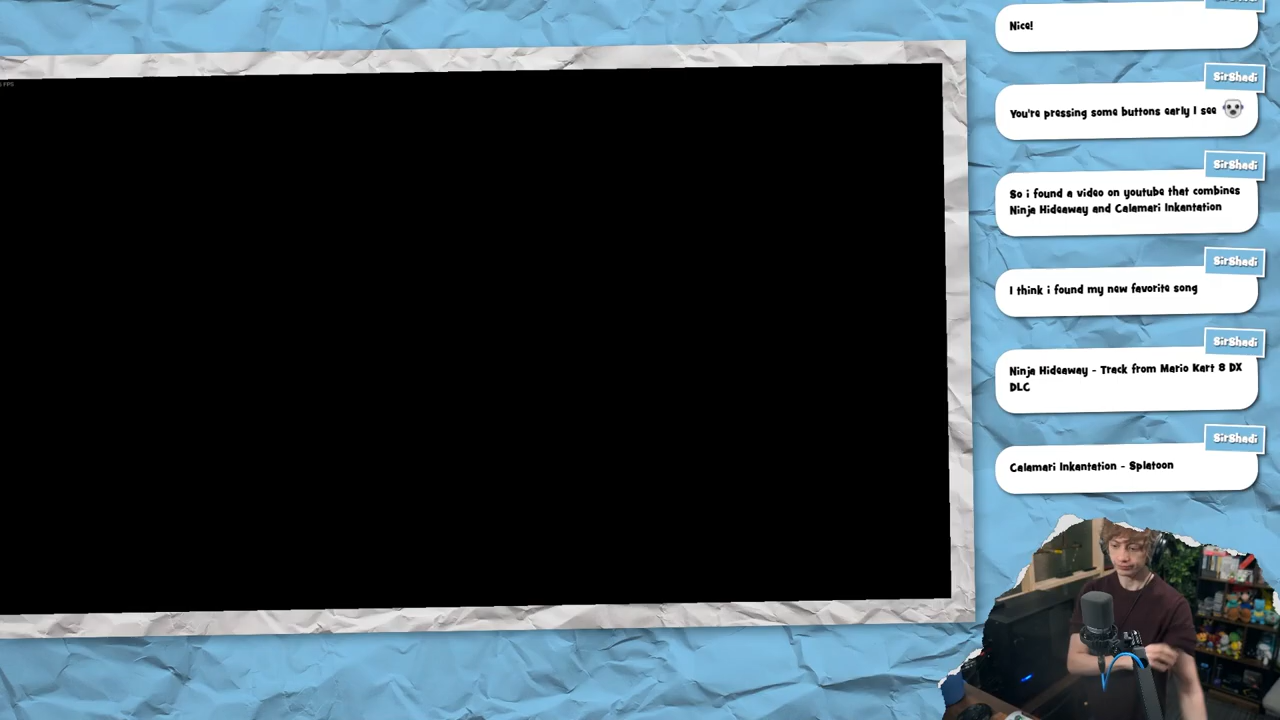 FPS
Nice!
SirShadi
You're pressing some buttons early I see
SirShadi
So i found a video on youtube that combines
Ninja Hideaway and Calamari Inkantation
SirShadi
I think i found my new favorite song
SirShadi
Ninja Hideaway - Track from Mario Kart 8 DX
DLC
SirShadi
Calamari Inkantation - Splatoon